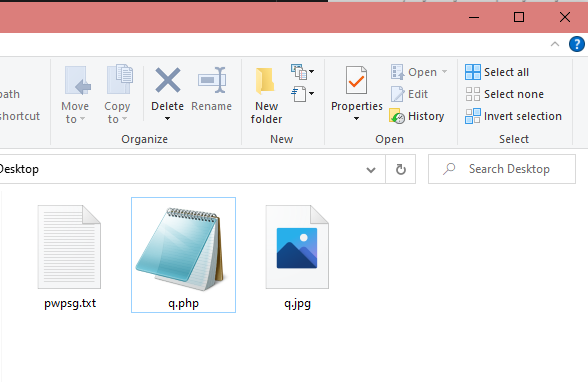 path
shortcut
Move
to
Copy
to
Delete
Rename
Organize
New
folder
New
Properties
Open
Edit
History
Open
Select all
Select none
Invert selection
Select
Desktop
Search Desktop
pwpsg.txt
q.php
q.jpg